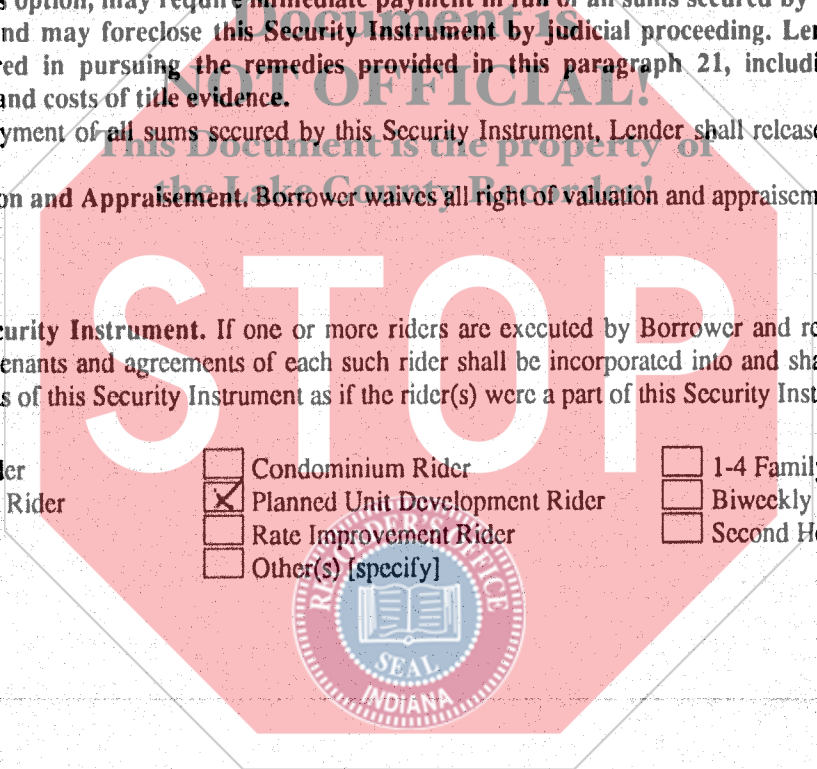 s option, may require immediate payment in full of all sums secured by
Document is
nd may foreclose this Security Instrument by judicial proceeding. Len
red in pursuing the remedies provided in this paragraph 21, includi
NOT OFFICIAL!
and costs of title evidence.
yment of all sums secured by this Security Instrument, Lender shall release
This Document is the property of
the Lake County Recorder!
on and Appraisement. Borrower waives all right of valuation and appraisem
STOP
curity Instrument. If one or more riders are executed by Borrower and re
enants and agreements of each such rider shall be incorporated into and sha
s of this Security Instrument as if the rider(s) were a part of this Security Inst
der Condominium Rider 1-4 Family
Rider Planned Unit Development Rider Biweekly
Rate Improvement Rider Second Ho
Other(s) [specify]
RECORDER'S OFFICE
SEAL
INDIANA